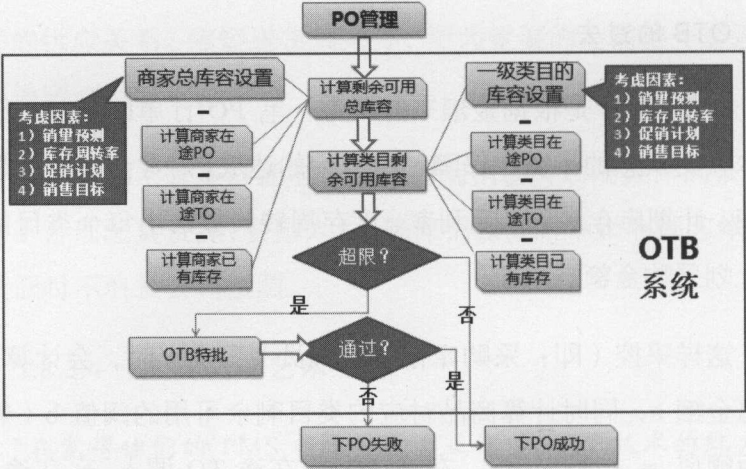 PO管理
商家总库容设置
计算剩余可用
总库容
一级类目的
库容设置
考虑因素:
1）销里预测
2）库存周转率
3）促销计划
4）销售目标
考虑因素:
1）销里预测
2）库存周转率
3）促销计划
4）销售目标
计算商家在
途PO
计算类目剩
余可用库容
计算类目在
途PO
计算商家在
途TO
计算类目在
途TO
计算商家已
有库存
超限？
计算类目已
有库存
OTB
系统
是
否
OTB特批
通过？
否
是
下PO失败
下PO成功